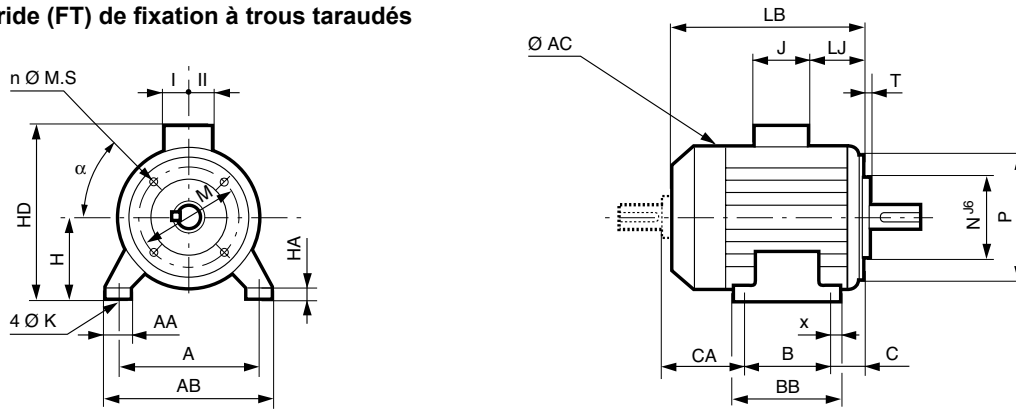 ride (FT) de fixation à trous taraudés
n Ø M.S
I
II
α
M
HD
H
HA
4 Ø K
AA
A
AB
LB
Ø AC
J
LJ
T
N J6
P
x
CA
B
C
BB